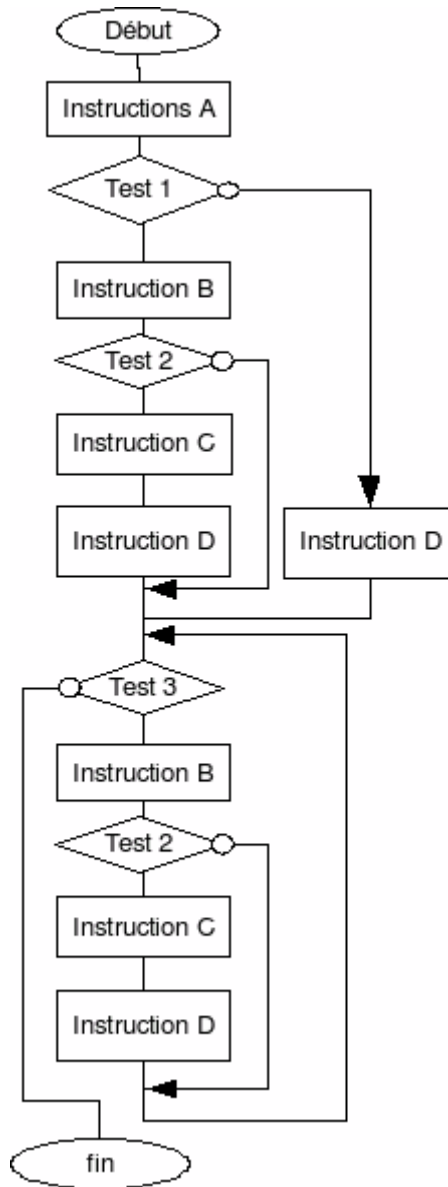 Début
Instructions A
Test 1
Instruction B
Test 2
Instruction C
Instruction D
Instruction D
Test 3
Instruction B
Test 2
Instruction C
Instruction D
fin